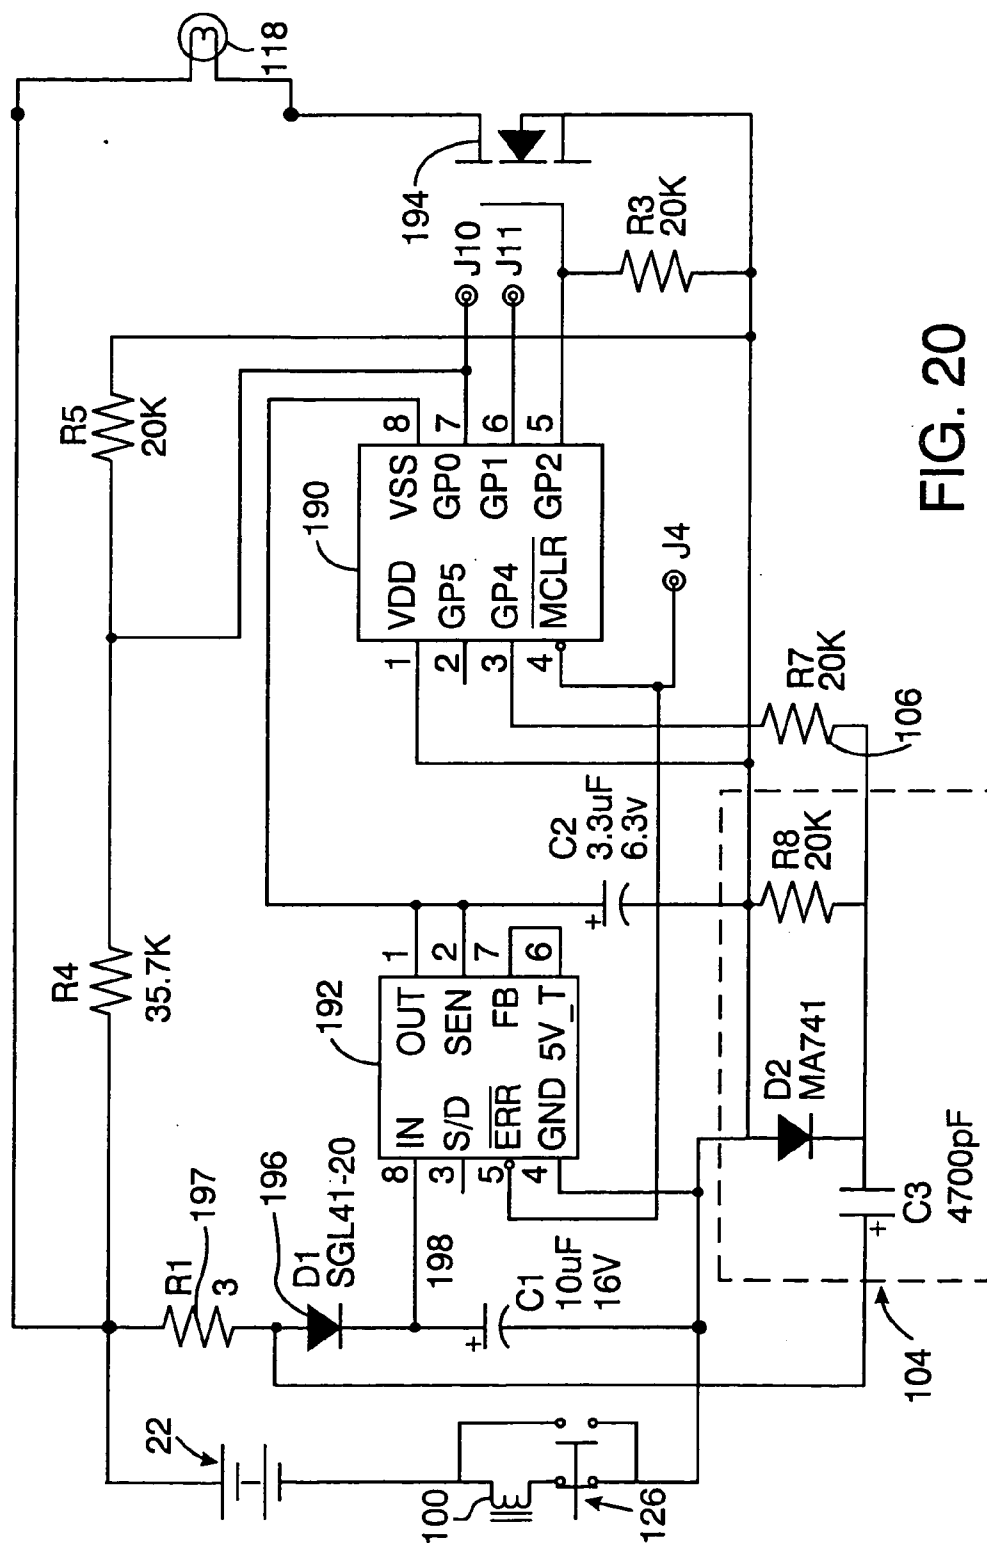 118
194
J10
J11
R3
20K
R5
20K
190
8
7
6
5
VSS
GP0
GP1
GP2
VDD
GP5
GP4
MCLR
1
2
3
4
J4
R7
20K
106
R4
35.7K
192
1
2
7
6
OUT
SEN
FB
5V_T
IN
S/D
ERR
GND
8
3
5
4
C2
3.3uF
6.3v
+
R8
20K
D2
MA741
C3
4700pF
+
104
R1
3
197
D1
SGL41-20
196
198
C1
10uF
16V
+
22
100
126
FIG. 20